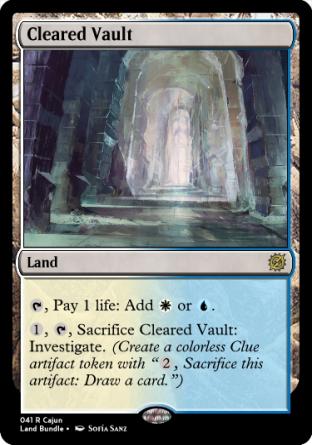 Cleared Vault
Land
, Pay 1 life: Add or .
1, , Sacrifice Cleared Vault:
Investigate. (Create a colorless Clue
artifact token with “2, Sacrifice this
artifact: Draw a card.”)
041 R Cajun
Land Bundle • Sofía Sanz